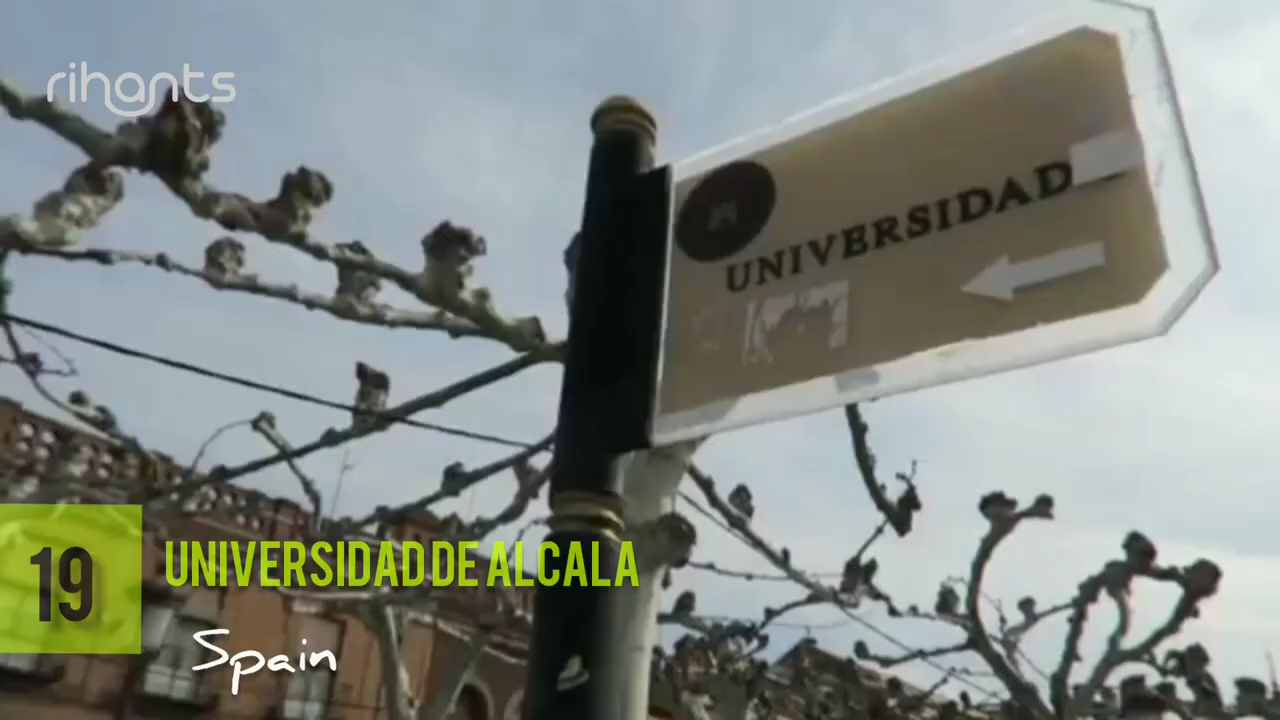 rihants
UNIVERSIDAD
19
UNIVERSIDAD DE ALCALA
Spain